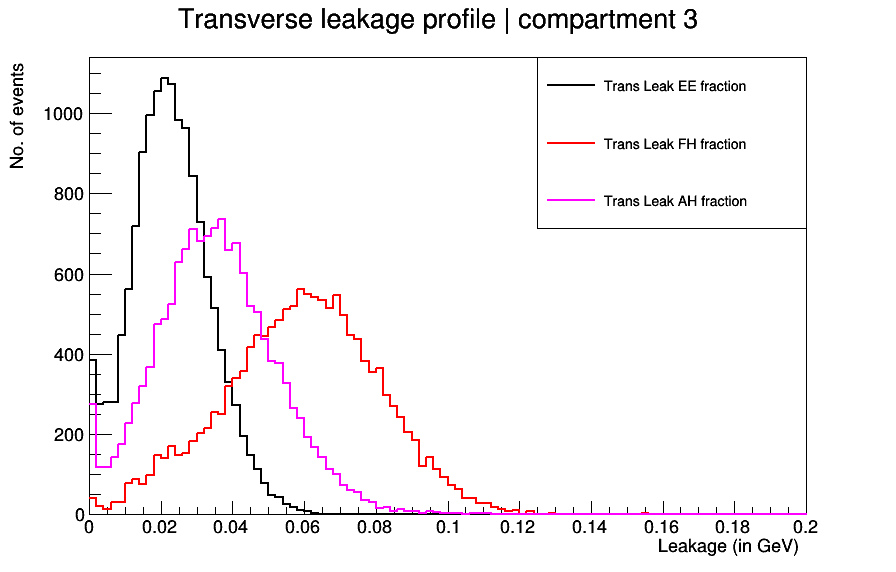 Transverse leakage profile | compartment 3
No. of events
1000
800
600
400
200
0
Trans Leak EE fraction
Trans Leak FH fraction
Trans Leak AH fraction
0 0.02 0.04 0.06 0.08 0.1 0.12 0.14 0.16 0.18 0.2
Leakage (in GeV)